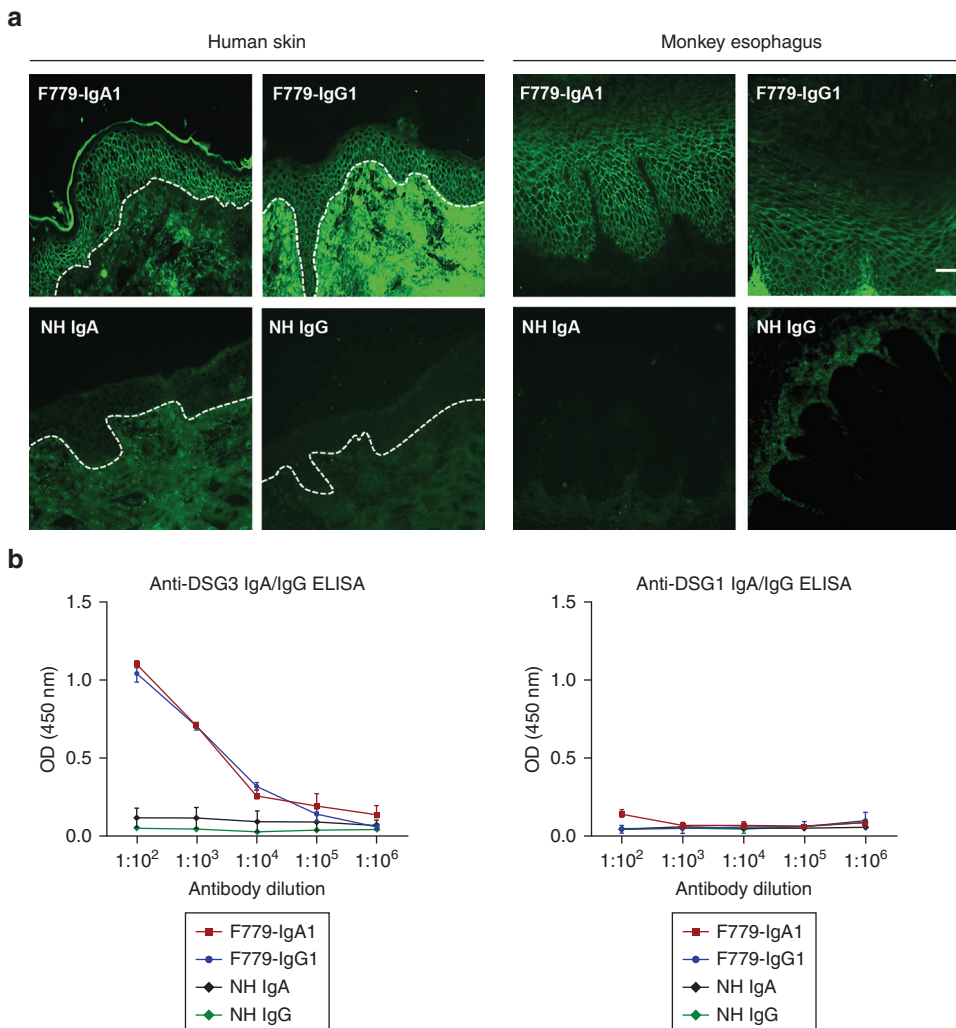 a
Human skin
Monkey esophagus
F779-IgA1
F779-IgG1
F779-IgA1
F779-IgG1
NH IgA
NH IgG
NH IgA
NH IgG
b
Anti-DSG3 IgA/IgG ELISA
Anti-DSG1 IgA/IgG ELISA
OD (450 nm)
1.5
1.0
0.5
0.0
1:10²
1:10³
1:10⁴
1:10⁵
1:10⁶
Antibody dilution
F779-IgA1
F779-IgG1
NH IgA
NH IgG
OD (450 nm)
1.5
1.0
0.5
0.0
1:10²
1:10³
1:10⁴
1:10⁵
1:10⁶
Antibody dilution
F779-IgA1
F779-IgG1
NH IgA
NH IgG